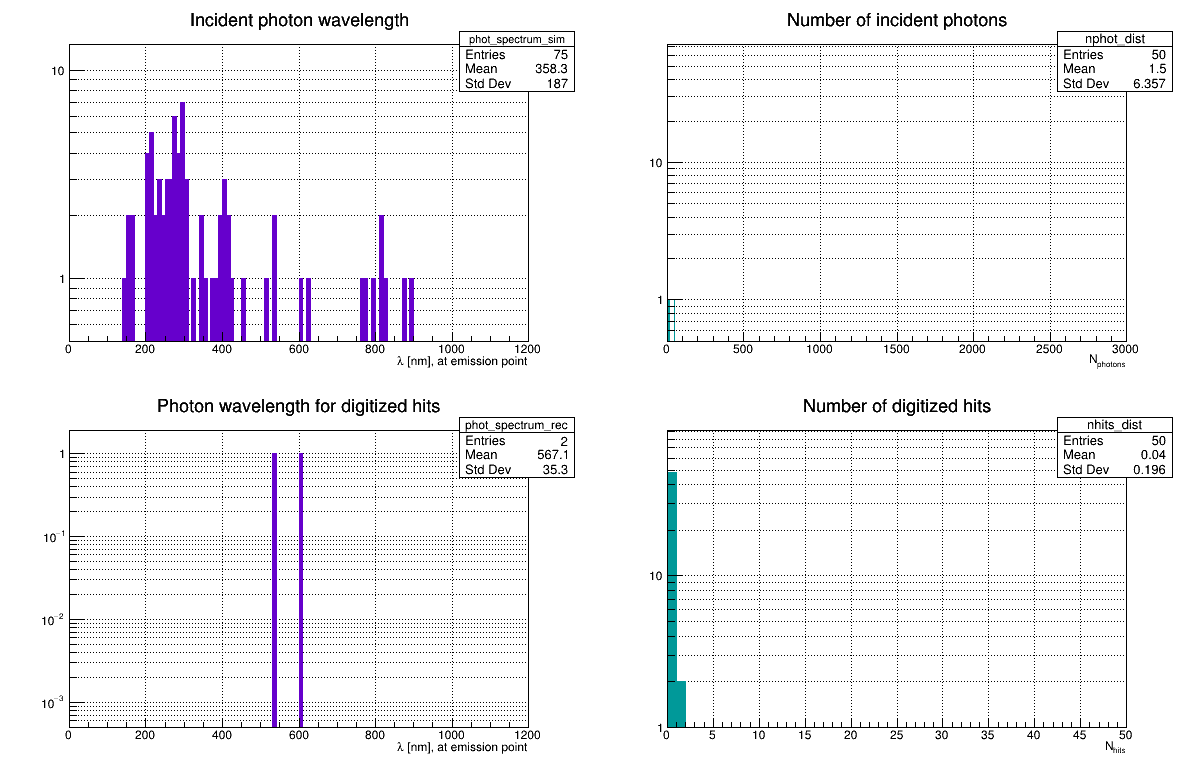 Incident photon wavelength
phot_spectrum_sim
Entries 75
Mean 358.3
Std Dev 187
10
1
0 200 400 600 800 1000 1200
λ [nm], at emission point
Number of incident photons
nphot_dist
Entries 50
Mean 1.5
Std Dev 6.357
10
1
0 500 1000 1500 2000 2500 3000
Nphotons
Photon wavelength for digitized hits
phot_spectrum_rec
Entries 2
Mean 567.1
Std Dev 35.3
1
10−1
10−2
10−3
0 200 400 600 800 1000 1200
λ [nm], at emission point
Number of digitized hits
nhits_dist
Entries 50
Mean 0.04
Std Dev 0.196
10
1
0 5 10 15 20 25 30 35 40 45 50
Nhits